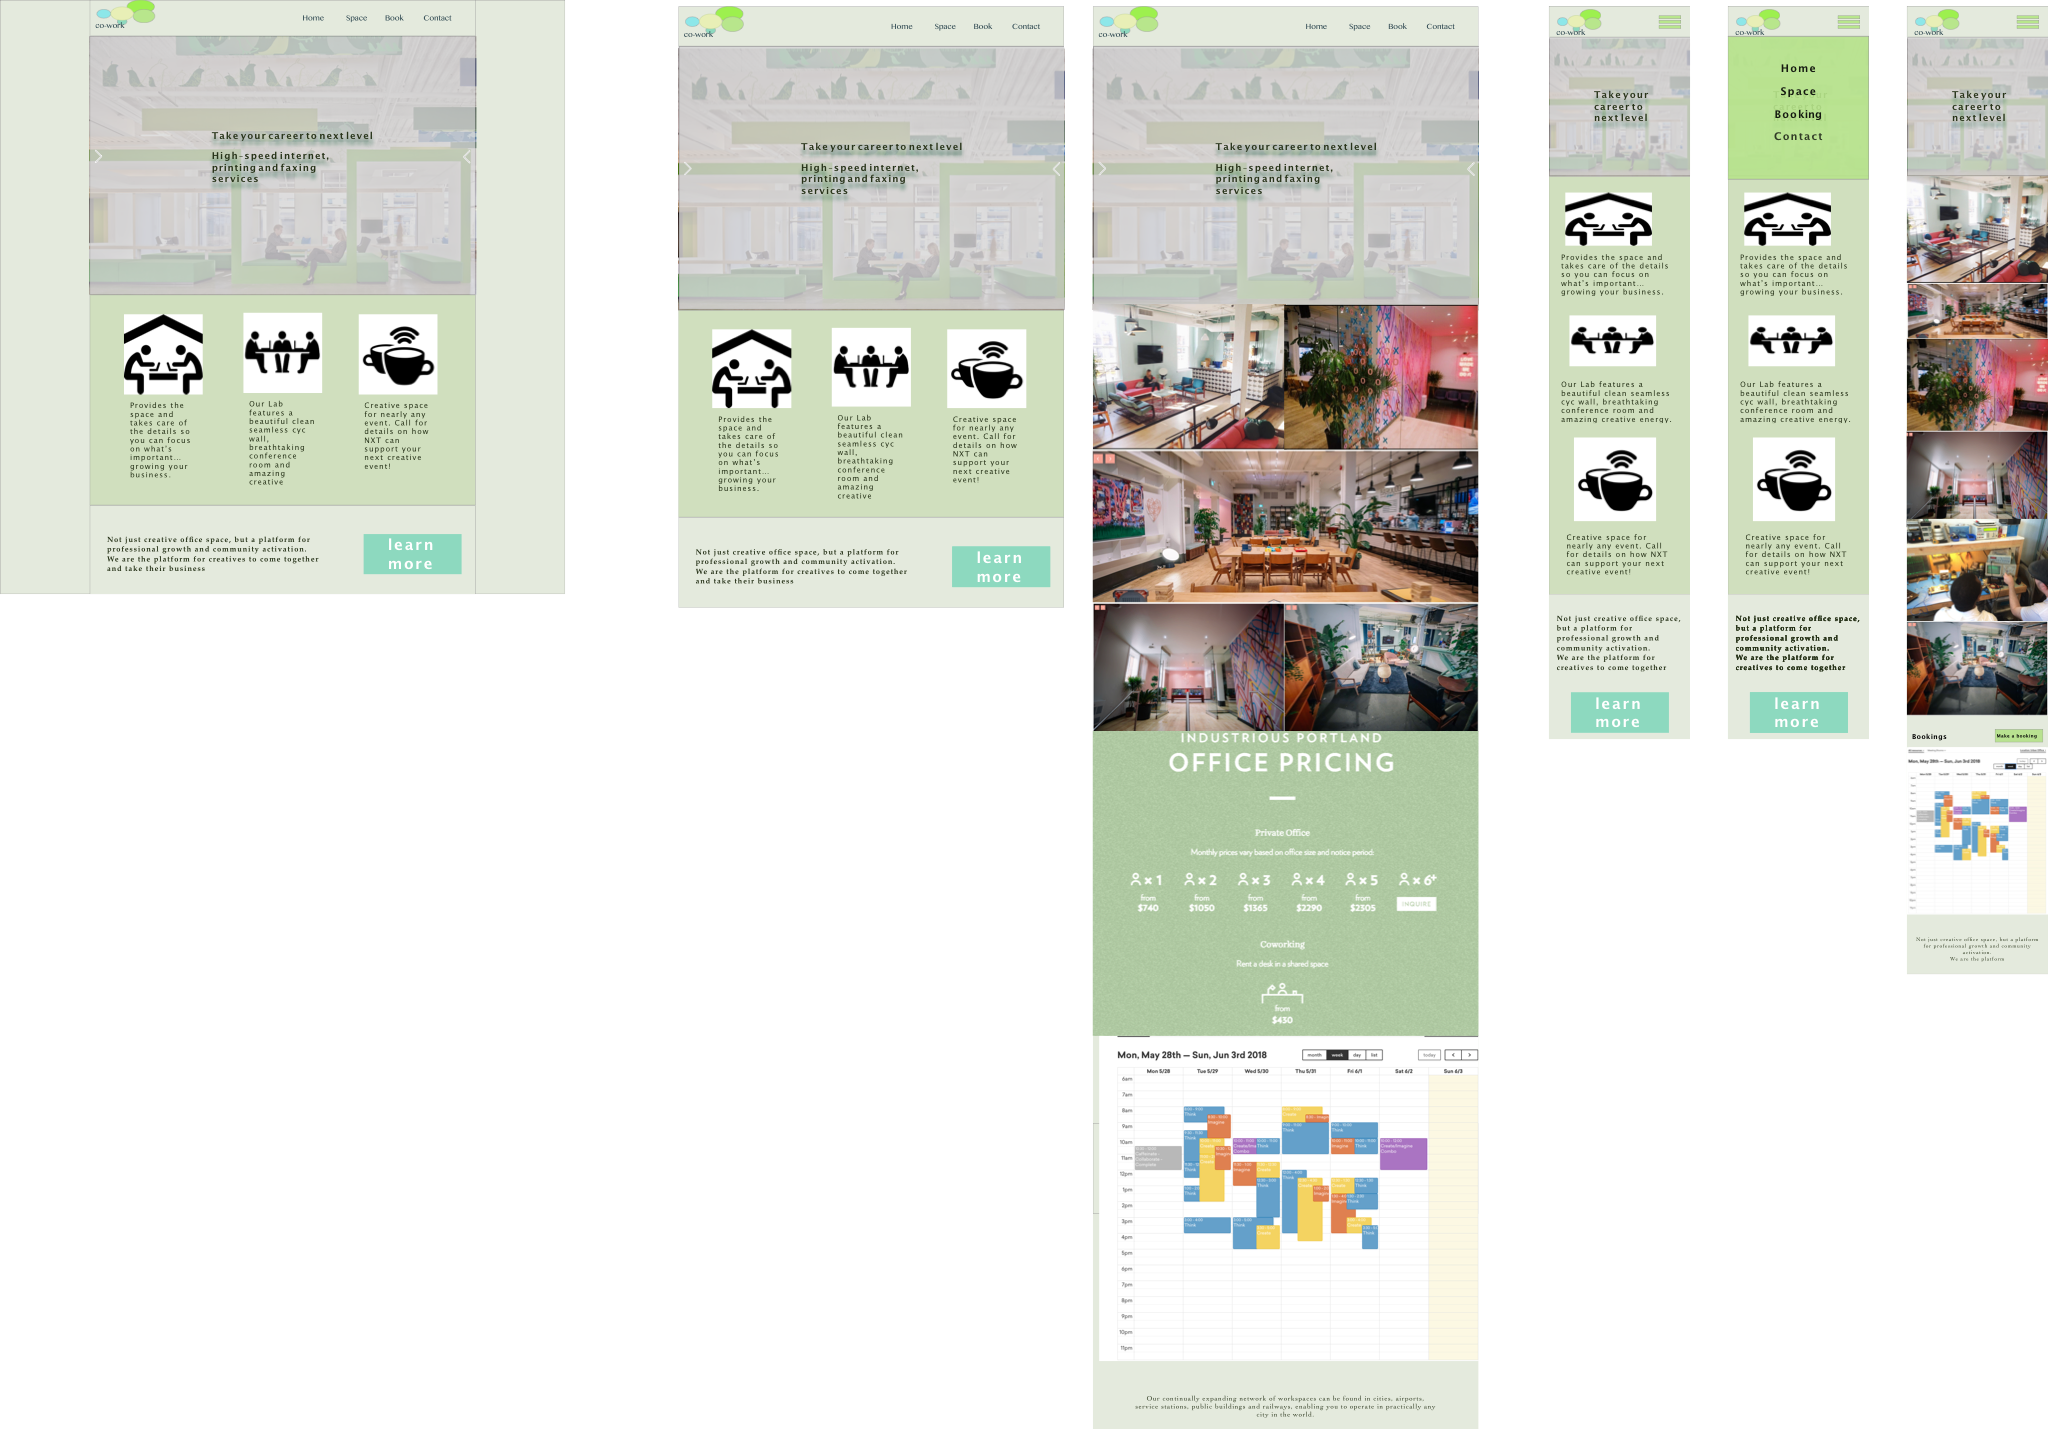 co-work
Home Space Book Contact
Take your career to next level
High-speed internet,
printing and faxing
services
Provides the
space and
takes care of
the details so
you can focus
on what's
important...
growing your
business.
Our Lab
features a
beautiful clean
seamless cyc
wall,
breathtaking
conference
room and
amazing
creative
Creative space
for nearly any
event. Call for
details on how
NXT can
support your
next creative
event!
Not just creative office space, but a platform for
professional growth and community activation.
We are the platform for creatives to come together
and take their business
learn
more
co-work
Home Space Book Contact
Take your career to next level
High-speed internet,
printing and faxing
services
Provides the
space and
takes care of
the details so
you can focus
on what's
important...
growing your
business.
Our Lab
features a
beautiful clean
seamless cyc
wall,
breathtaking
conference
room and
amazing
creative
Creative space
for nearly any
event. Call for
details on how
NXT can
support your
next creative
event!
Not just creative office space, but a platform for
professional growth and community activation.
We are the platform for creatives to come together
and take their business
learn
more
co-work
Home Space Book Contact
Take your career to next level
High-speed internet,
printing and faxing
services
INDUSTRIOUS PORTLAND
OFFICE PRICING
Private Office
Monthly prices vary based on office size and notice period:
× 1 × 2 × 3 × 4 × 5 × 6+
from from from from from INQUIRE
$740 $1050 $1365 $2290 $2305
Coworking
Rent a desk in a shared space
from
$430
Mon, May 28th — Sun, Jun 3rd 2018
month week day list today < >
Mon 5/28 Tue 5/29 Wed 5/30 Thu 5/31 Fri 6/1 Sat 6/2 Sun 6/3
6am
7am
8am
9am
10am
11am
12pm
1pm
2pm
3pm
4pm
5pm
6pm
7pm
8pm
9pm
10pm
11pm
Our continually expanding network of workspaces can be found in cities, airports,
service stations, public buildings and railways, enabling you to operate in practically any
city in the world.
co-work
Take your
career to
next level
Provides the space and
takes care of the details
so you can focus on
what's important...
growing your business.
Our Lab features a
beautiful clean seamless
cyc wall, breathtaking
conference room and
amazing creative energy.
Creative space for
nearly any event. Call
for details on how NXT
can support your next
creative event!
Not just creative office space,
but a platform for
professional growth and
community activation.
We are the platform for
creatives to come together
learn
more
co-work
Home
Space
Booking
Contact
Provides the space and
takes care of the details
so you can focus on
what's important...
growing your business.
Our Lab features a
beautiful clean seamless
cyc wall, breathtaking
conference room and
amazing creative energy.
Creative space for
nearly any event. Call
for details on how NXT
can support your next
creative event!
Not just creative office space,
but a platform for
professional growth and
community activation.
We are the platform for
creatives to come together
learn
more
co-work
Take your
career to
next level
Bookings Make a booking
Mon, May 28th — Sun, Jun 3rd 2018
Not just creative office space, but a platform
for professional growth and community
activation.
We are the platform